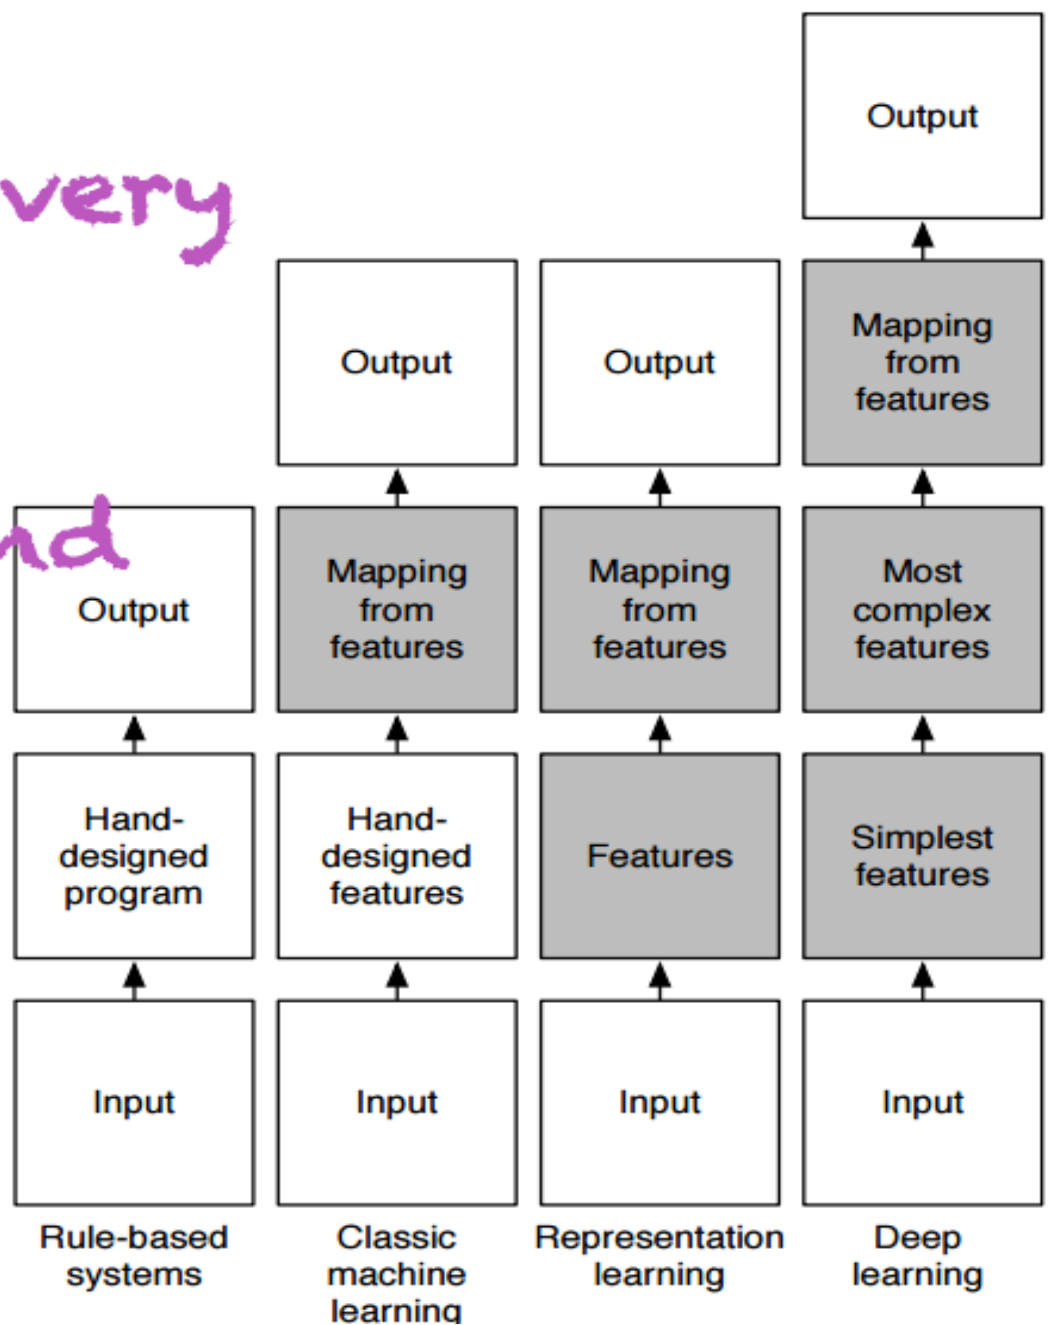 very
nd
Output
Mapping
from
features
Most
complex
features
Simplest
features
Input
Deep
learning
Output
Mapping
from
features
Features
Input
Representation
learning
Output
Mapping
from
features
Hand-
designed
features
Input
Classic
machine
learning
Output
Hand-
designed
program
Input
Rule-based
systems